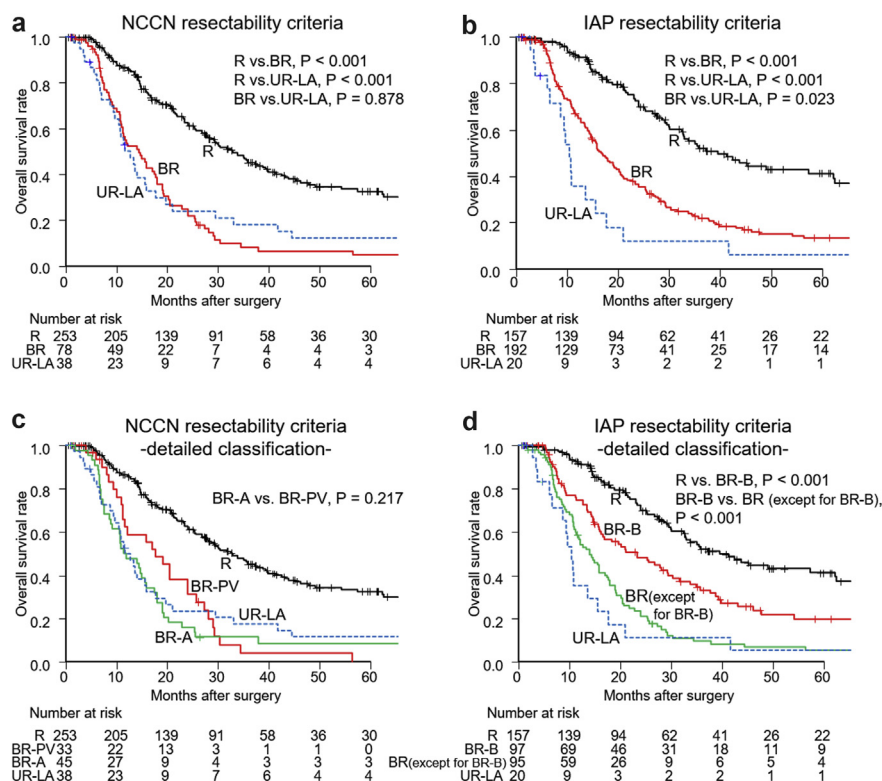 a
NCCN resectability criteria
1.0
0.8
0.6
0.4
0.2
0.0
Overall survival rate
R vs.BR, P < 0.001
R vs.UR-LA, P < 0.001
BR vs.UR-LA, P = 0.878
BR
R
UR-LA
0 10 20 30 40 50 60
Months after surgery
Number at risk
R 253 205 139 91 58 36 30
BR 78 49 22 7 4 4 3
UR-LA 38 23 9 7 6 4 4
b
IAP resectability criteria
1.0
0.8
0.6
0.4
0.2
0.0
Overall survival rate
R vs.BR, P < 0.001
R vs.UR-LA, P < 0.001
BR vs.UR-LA, P = 0.023
R
BR
UR-LA
0 10 20 30 40 50 60
Months after surgery
Number at risk
R 157 139 94 62 41 26 22
BR 192 129 73 41 25 17 14
UR-LA 20 9 3 2 2 1 1
c
NCCN resectability criteria
-detailed classification-
1.0
0.8
0.6
0.4
0.2
0.0
Overall survival rate
BR-A vs. BR-PV, P = 0.217
R
BR-PV
UR-LA
BR-A
0 10 20 30 40 50 60
Months after surgery
Number at risk
R 253 205 139 91 58 36 30
BR-PV 33 22 13 3 1 1 0
BR-A 45 27 9 4 3 3 3
UR-LA 38 23 9 7 6 4 4
d
IAP resectability criteria
-detailed classification-
1.0
0.8
0.6
0.4
0.2
0.0
Overall survival rate
R vs. BR-B, P < 0.001
BR-B vs. BR (except for BR-B),
P < 0.001
R
BR-B
BR(except
for BR-B)
UR-LA
0 10 20 30 40 50 60
Months after surgery
Number at risk
R 157 139 94 62 41 26 22
BR-B 97 69 46 31 18 11 9
BR(except for BR-B) 95 59 26 9 6 5 4
UR-LA 20 9 3 2 2 1 1